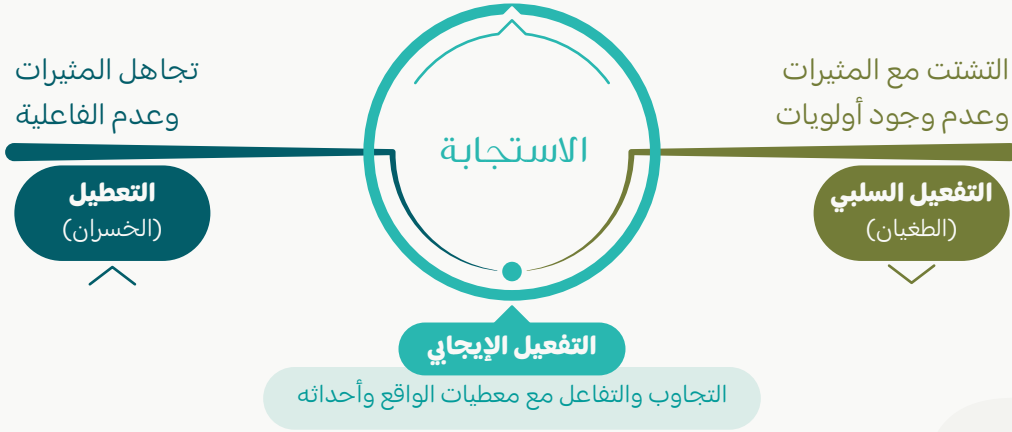 التشتت مع المثيرات
وعدم وجود أولويات
التفعيل السلبي
(الطغيان)
الاستجابة
تجاهل المثيرات
وعدم الفاعلية
التعطيل
(الخسران)
التفعيل الإيجابي
التجاوب والتفاعل مع معطيات الواقع وأحداثه